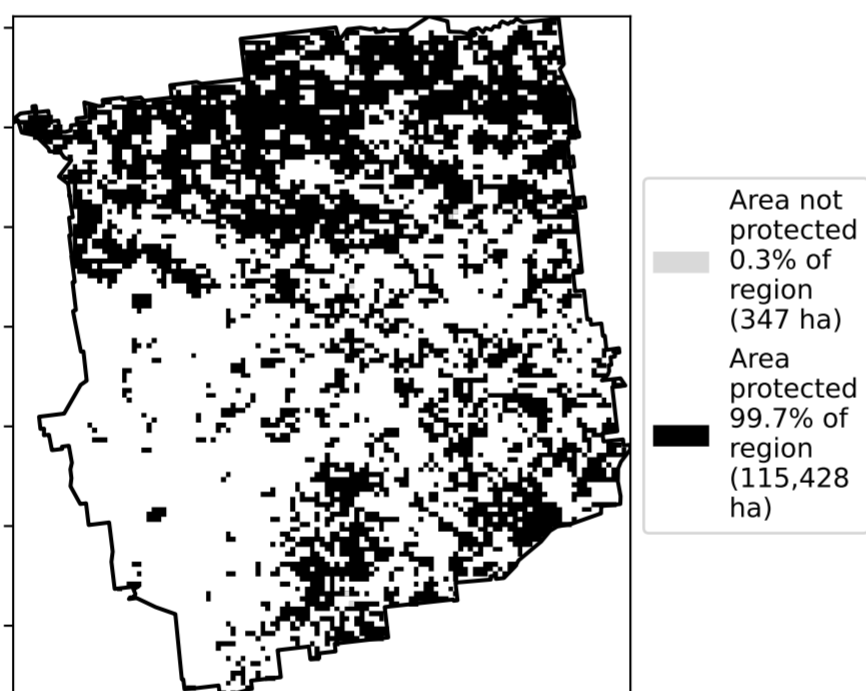 Area not
protected
0.3% of
region
(347 ha)
Area
protected
99.7% of
region
(115,428
ha)